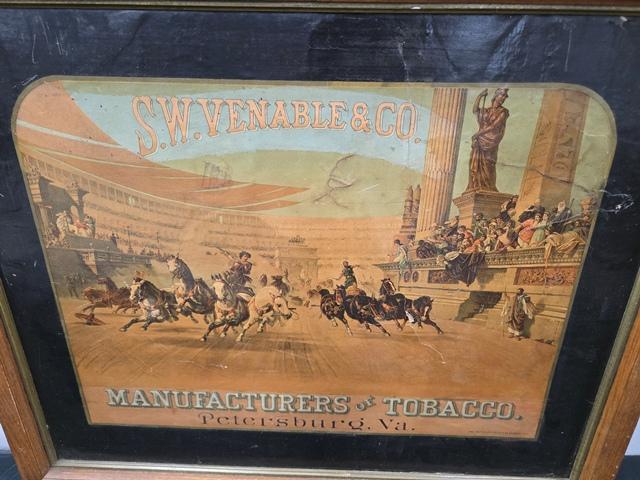 S.W. VENABLE & CO.
MANUFACTURERS OF TOBACCO.
Petersburg, Va.